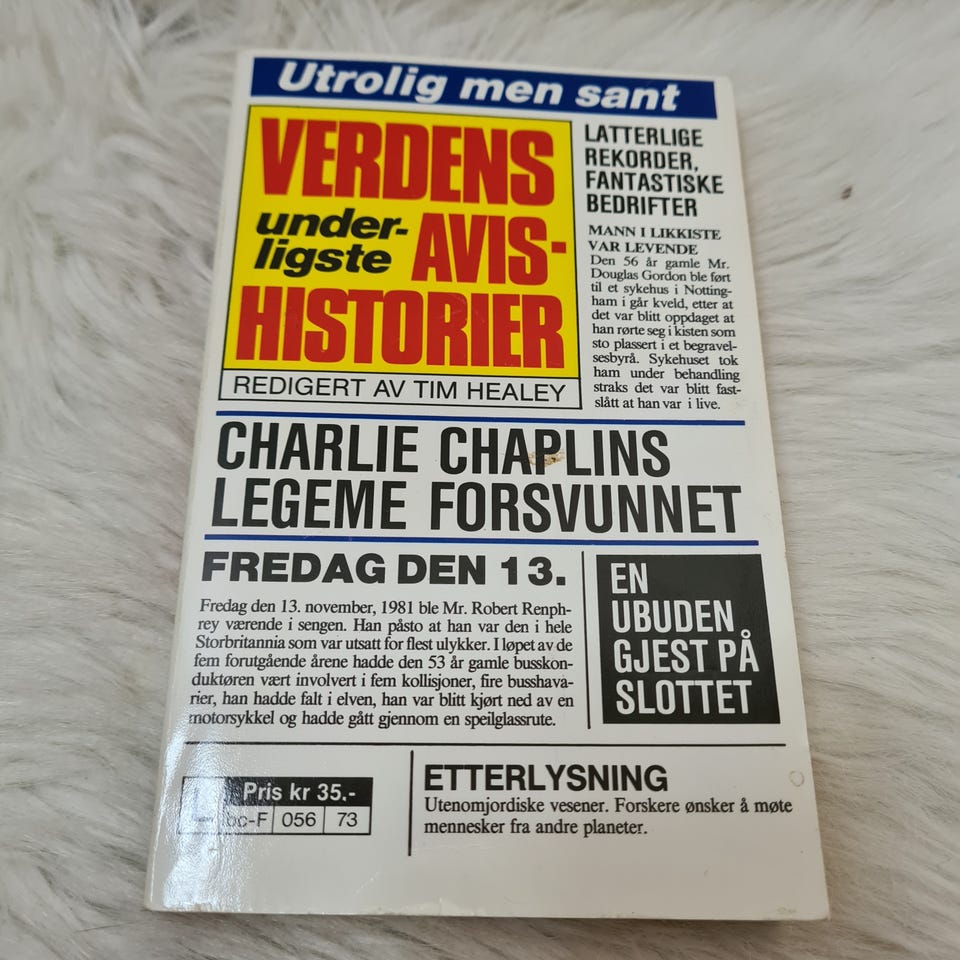 Utrolig men sant
VERDENS
under-
ligste
AVIS-
HISTORIER
REDIGERT AV TIM HEALEY
LATTERLIGE
REKORDER,
FANTASTISKE
BEDRIFTER
MANN I LIKKISTE
VAR LEVENDE
Den 56 år gamle Mr.
Douglas Gordon ble ført
til et sykehus i Notting-
ham i går kveld, etter at
det var blitt oppdaget at
han rørte seg i kisten som
sto plassert i et begravel-
sesbyrå. Sykehuset tok
ham under behandling
straks det var blitt fast-
slått at han var i live.
CHARLIE CHAPLINS
LEGEME FORSVUNNET
FREDAG DEN 13.
Fredag den 13. november, 1981 ble Mr. Robert Renph-
rey værende i sengen. Han påsto at han var den i hele
Storbritannia som var utsatt for flest ulykker. I løpet av de
fem forutgående årene hadde den 53 år gamle busskon-
duktøren vært involvert i fem kollisjoner, fire busshava-
rier, han hadde falt i elven, han var blitt kjørt ned av en
motorsykkel og hadde gått gjennom en speilglassrute.
EN
UBUDEN
GJEST PÅ
SLOTTET
Pris kr 35.-
bc-F 056 73
ETTERLYSNING
Utenomjordiske vesener. Forskere ønsker å møte
mennesker fra andre planeter.